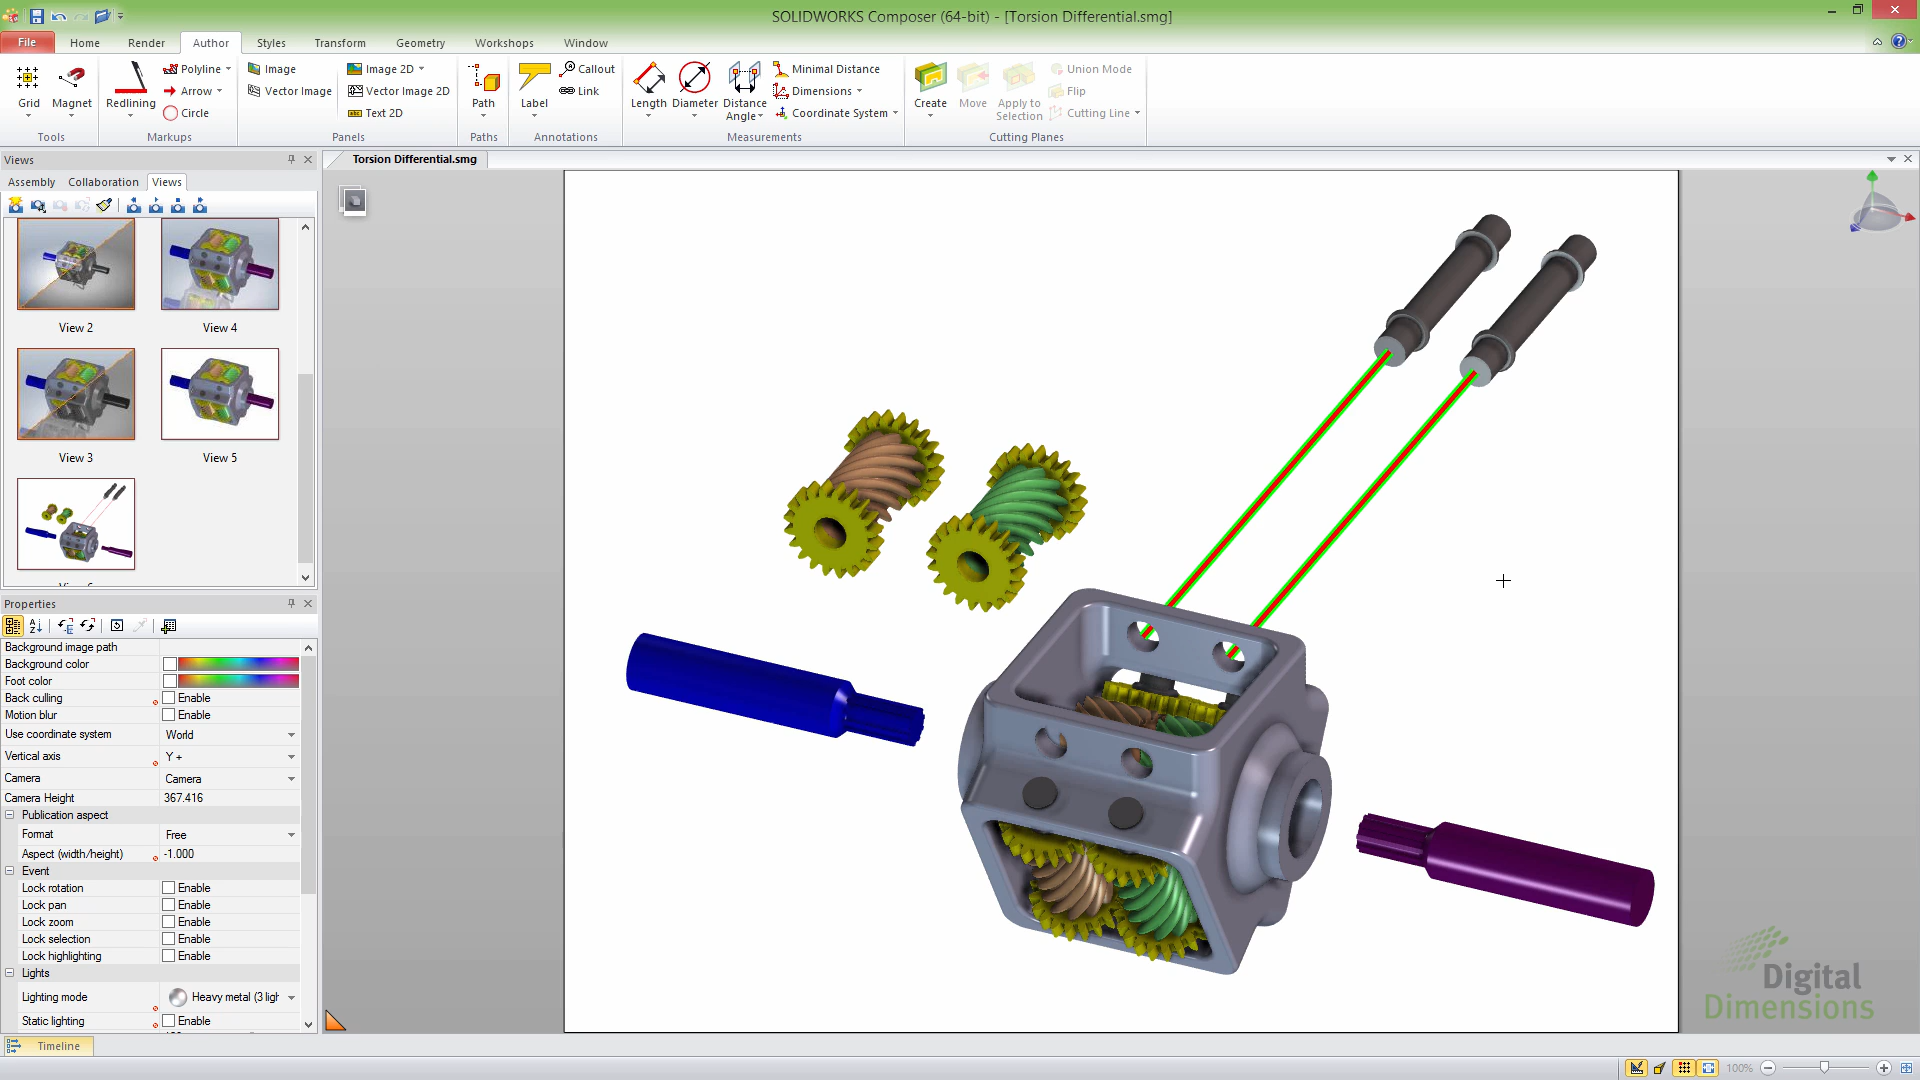 SOLIDWORKS Composer (64-bit) - [Torsion Differential.smg]
File Home Render Author Styles Transform Geometry Workshops Window
Grid Magnet Redlining Polyline Arrow Circle
Image Vector Image Image 2D Vector Image 2D Text 2D
Path Label Callout Link
Length Diameter Distance Angle Minimal Distance Dimensions Coordinate System
Create Move Apply to Selection Union Mode Flip Cutting Line
Tools Markups Panels Paths Annotations Measurements Cutting Planes
Views
Torsion Differential.smg
Assembly Collaboration Views
View 2 View 4
View 3 View 5
Properties
Background image path
Background color
Foot color
Back culling Enable
Motion blur Enable
Use coordinate system World
Vertical axis Y +
Camera Camera
Camera Height 367.416
Publication aspect
Format Free
Aspect (width/height) -1.000
Event
Lock rotation Enable
Lock pan Enable
Lock zoom Enable
Lock selection Enable
Lock highlighting Enable
Lights
Lighting mode Heavy metal (3 ligh
Static lighting Enable
Digital
Dimensions
Timeline
100%